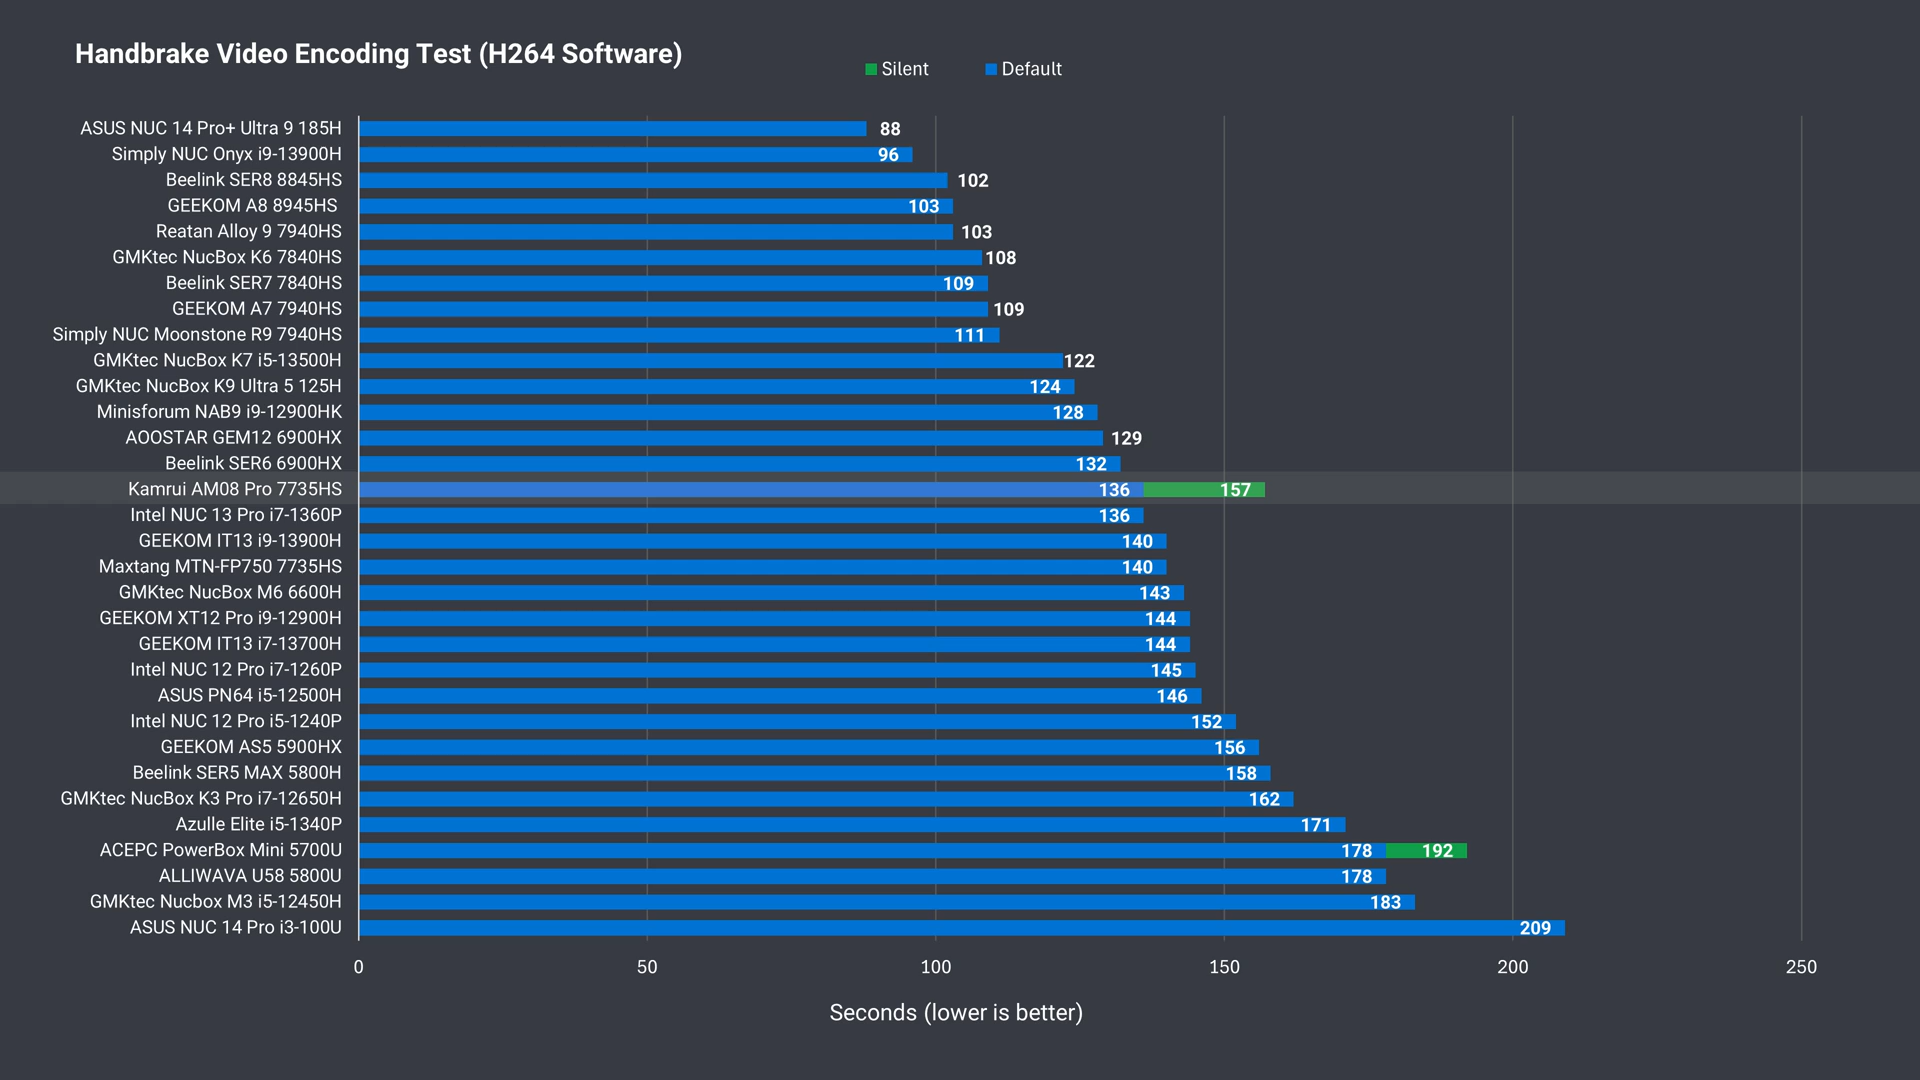 Handbrake Video Encoding Test (H264 Software)
Silent Default
ASUS NUC 14 Pro+ Ultra 9 185H 88
Simply NUC Onyx i9-13900H 96
Beelink SER8 8845HS 102
GEEKOM A8 8945HS 103
Reatan Alloy 9 7940HS 103
GMKtec NucBox K6 7840HS 108
Beelink SER7 7840HS 109
GEEKOM A7 7940HS 109
Simply NUC Moonstone R9 7940HS 111
GMKtec NucBox K7 i5-13500H 122
GMKtec NucBox K9 Ultra 5 125H 124
Minisforum NAB9 i9-12900HK 128
AOOSTAR GEM12 6900HX 129
Beelink SER6 6900HX 132
Kamrui AM08 Pro 7735HS 136 157
Intel NUC 13 Pro i7-1360P 136
GEEKOM IT13 i9-13900H 140
Maxtang MTN-FP750 7735HS 140
GMKtec NucBox M6 6600H 143
GEEKOM XT12 Pro i9-12900H 144
GEEKOM IT13 i7-13700H 144
Intel NUC 12 Pro i7-1260P 145
ASUS PN64 i5-12500H 146
Intel NUC 12 Pro i5-1240P 152
GEEKOM AS5 5900HX 156
Beelink SER5 MAX 5800H 158
GMKtec NucBox K3 Pro i7-12650H 162
Azulle Elite i5-1340P 171
ACEPC PowerBox Mini 5700U 178 192
ALLIWAVA U58 5800U 178
GMKtec Nucbox M3 i5-12450H 183
ASUS NUC 14 Pro i3-100U 209
0 50 100 150 200 250
Seconds (lower is better)